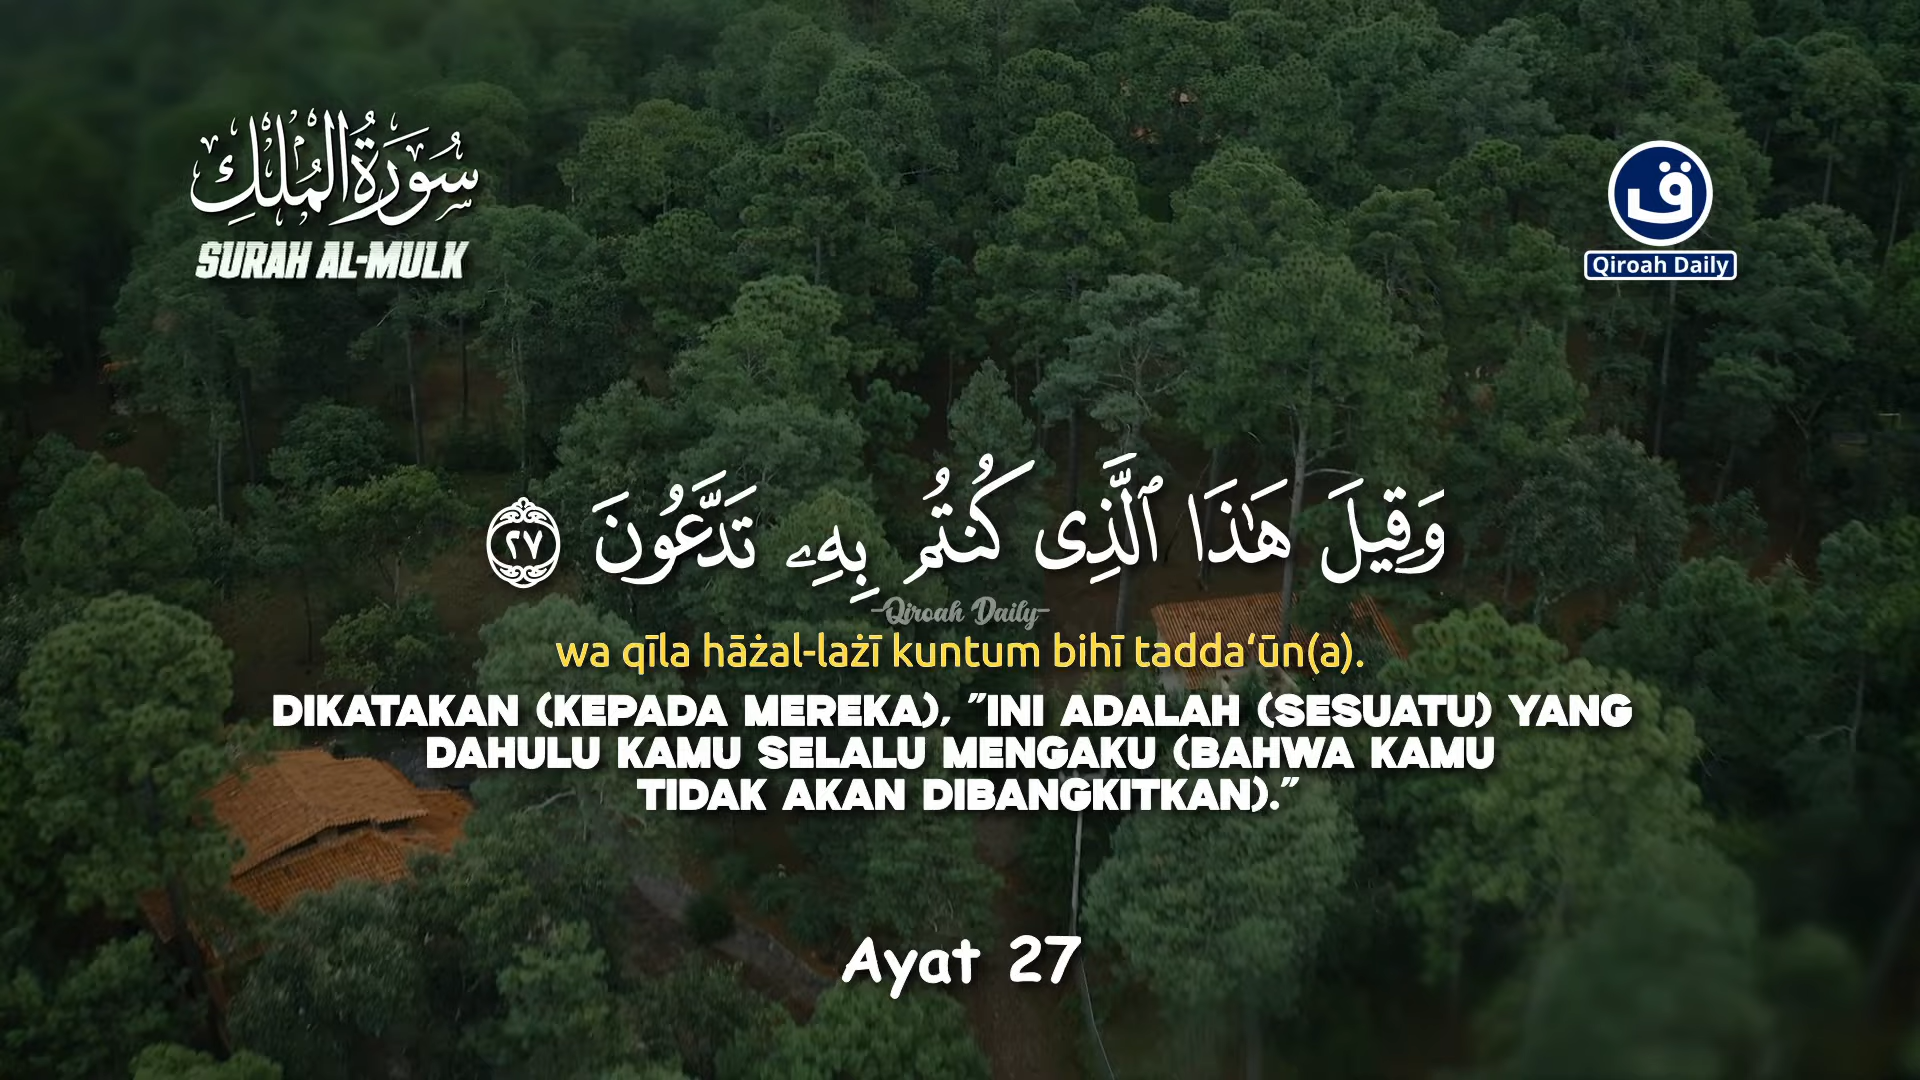 سُورَةُ الْمُلْكِ
SURAH AL-MULK
ق
Qiroah Daily
وَقِيلَ هَٰذَا ٱلَّذِى كُنتُم بِهِۦ تَدَّعُونَ ٢٧
-Qiroah Daily-
wa qīla hāżal-lażī kuntum bihī tadda‘ūn(a).
DIKATAKAN (KEPADA MEREKA), "INI ADALAH (SESUATU) YANG
DAHULU KAMU SELALU MENGAKU (BAHWA KAMU
TIDAK AKAN DIBANGKITKAN)."
Ayat 27